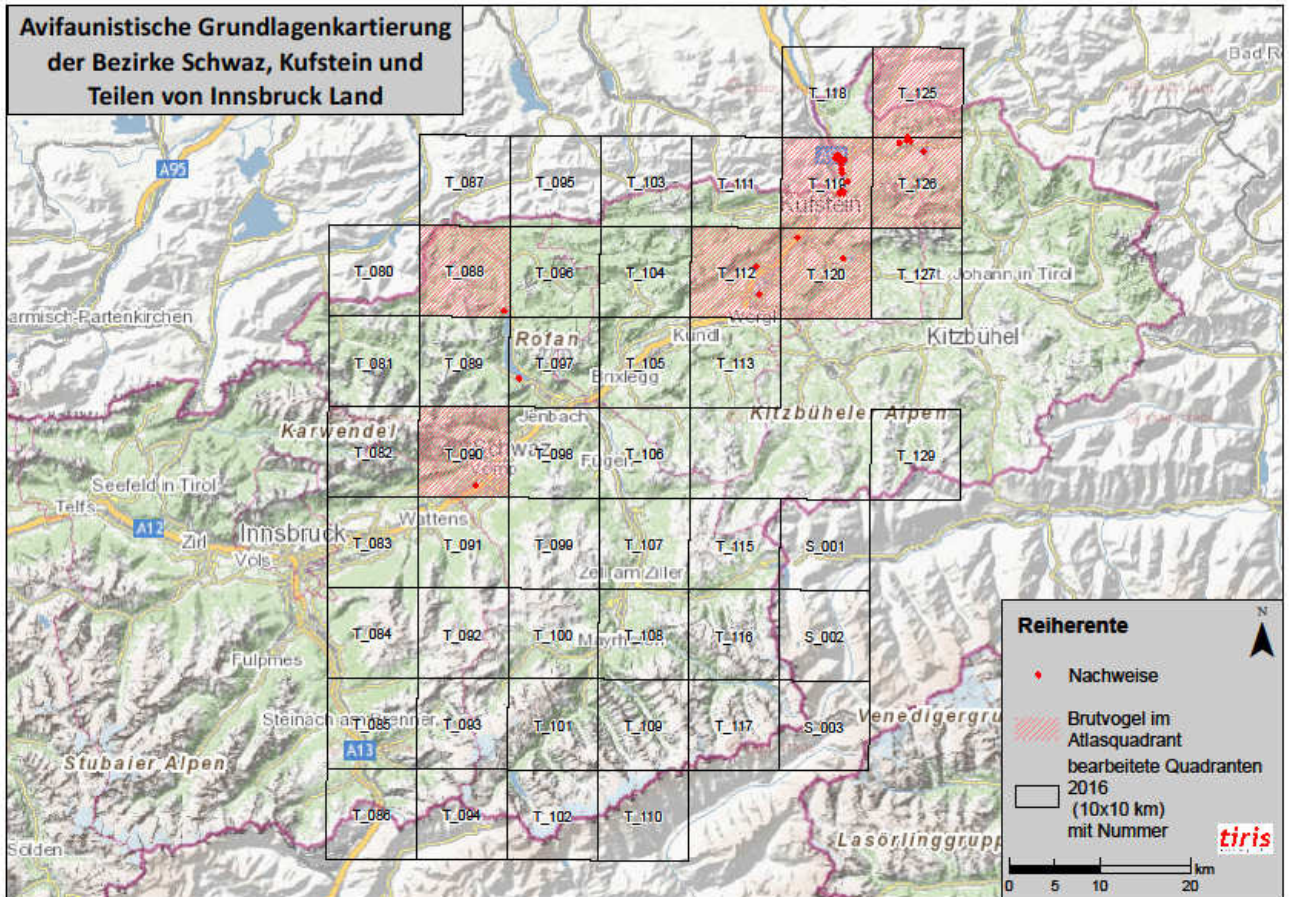 Avifaunistische Grundlagenkartierung
der Bezirke Schwaz, Kufstein und
Teilen von Innsbruck Land
Bad R
T_118
T_125
A95
T_087
T_095
T_103
T_111
T_119
T_126
Kufstein
T_080
T_088
T_096
T_104
T_112
T_120
T_127
Johann in Tirol
armisch-Partenkirchen
Wörgl
Kundl
Kitzbühel
Rofan
T_081
T_089
T_097
T_105
T_113
Brixlegg
Jenbach
Kitzbüheler Alpen
Karwendel
T_082
T_090
T_098
T_106
T_129
Fügen
Seefeld in Tirol
Telfs
A12
Zirl
Innsbruck
Völs
Wattens
T_083
T_091
T_099
T_107
T_115
S_001
Zell am Ziller
T_084
T_092
T_100
T_108
T_116
S_002
Fulpmes
Steinach am Brenner
T_085
T_093
T_101
T_109
T_117
S_003
Venedigergru
A13
Stubaier Alpen
T_086
T_094
T_102
T_110
Sölden
Lasörlinggrupp
Reiherente
N
Nachweise
Brutvogel im
Atlasquadrant
bearbeitete Quadranten
2016
(10x10 km)
mit Nummer
tiris
km
0 5 10 20